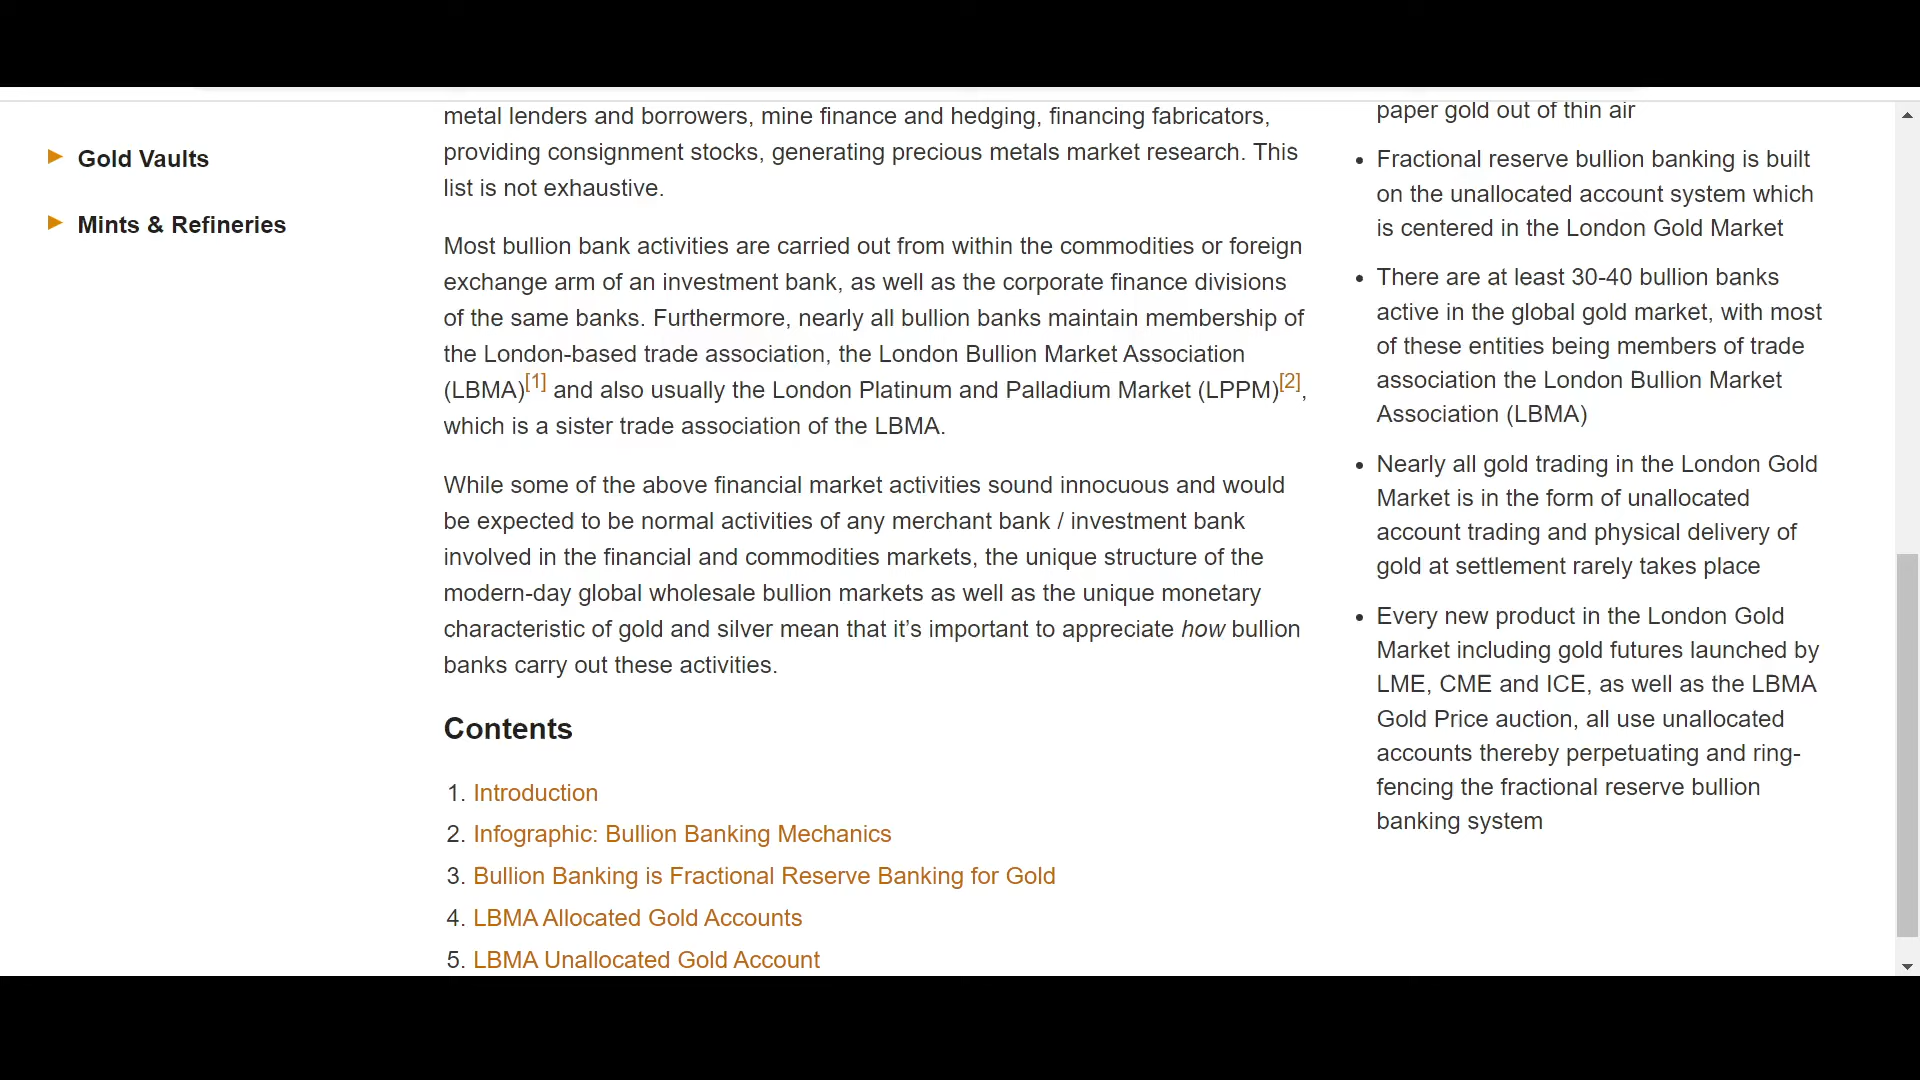 Gold Vaults
Mints & Refineries
metal lenders and borrowers, mine finance and hedging, financing fabricators,
providing consignment stocks, generating precious metals market research. This
list is not exhaustive.
Most bullion bank activities are carried out from within the commodities or foreign
exchange arm of an investment bank, as well as the corporate finance divisions
of the same banks. Furthermore, nearly all bullion banks maintain membership of
the London-based trade association, the London Bullion Market Association
(LBMA)[1] and also usually the London Platinum and Palladium Market (LPPM)[2],
which is a sister trade association of the LBMA.
While some of the above financial market activities sound innocuous and would
be expected to be normal activities of any merchant bank / investment bank
involved in the financial and commodities markets, the unique structure of the
modern-day global wholesale bullion markets as well as the unique monetary
characteristic of gold and silver mean that it’s important to appreciate how bullion
banks carry out these activities.
Contents
1. Introduction
2. Infographic: Bullion Banking Mechanics
3. Bullion Banking is Fractional Reserve Banking for Gold
4. LBMA Allocated Gold Accounts
5. LBMA Unallocated Gold Account
paper gold out of thin air
• Fractional reserve bullion banking is built
on the unallocated account system which
is centered in the London Gold Market
• There are at least 30-40 bullion banks
active in the global gold market, with most
of these entities being members of trade
association the London Bullion Market
Association (LBMA)
• Nearly all gold trading in the London Gold
Market is in the form of unallocated
account trading and physical delivery of
gold at settlement rarely takes place
• Every new product in the London Gold
Market including gold futures launched by
LME, CME and ICE, as well as the LBMA
Gold Price auction, all use unallocated
accounts thereby perpetuating and ring-
fencing the fractional reserve bullion
banking system